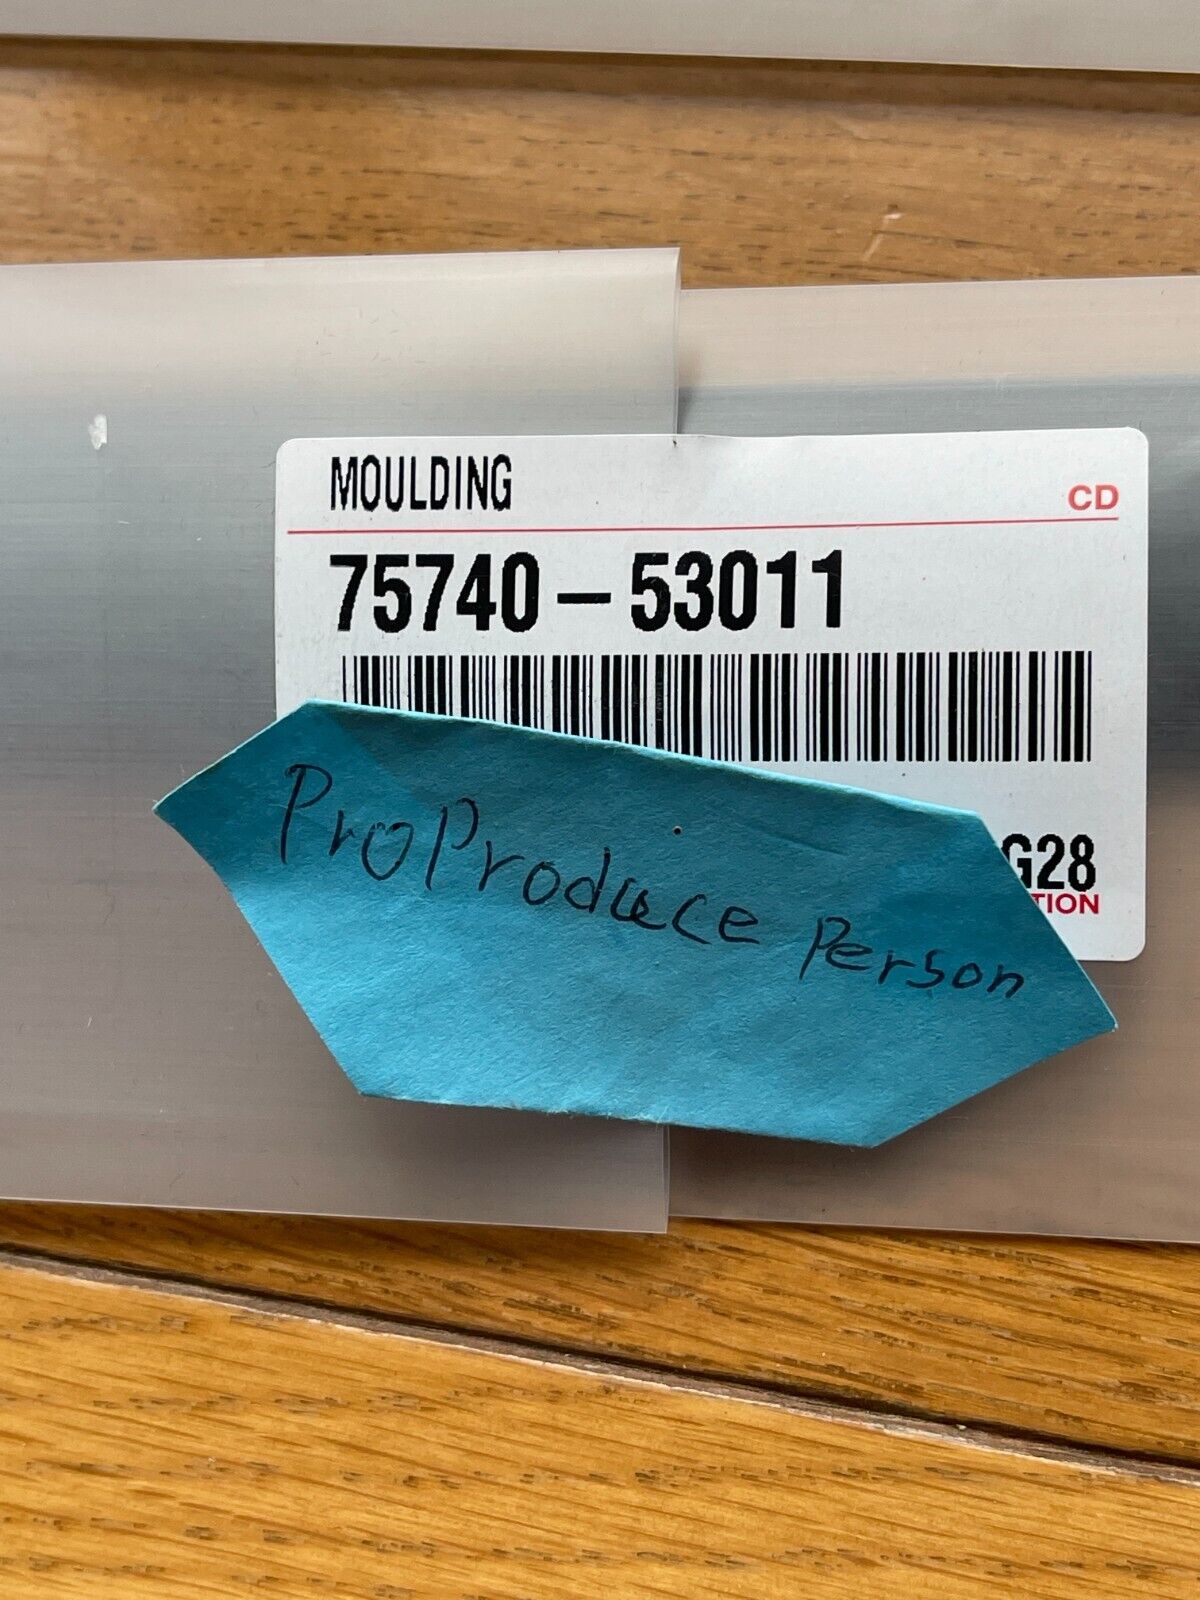 MOULDING
CD
75740-53011
G28
TION
ProProduce Person